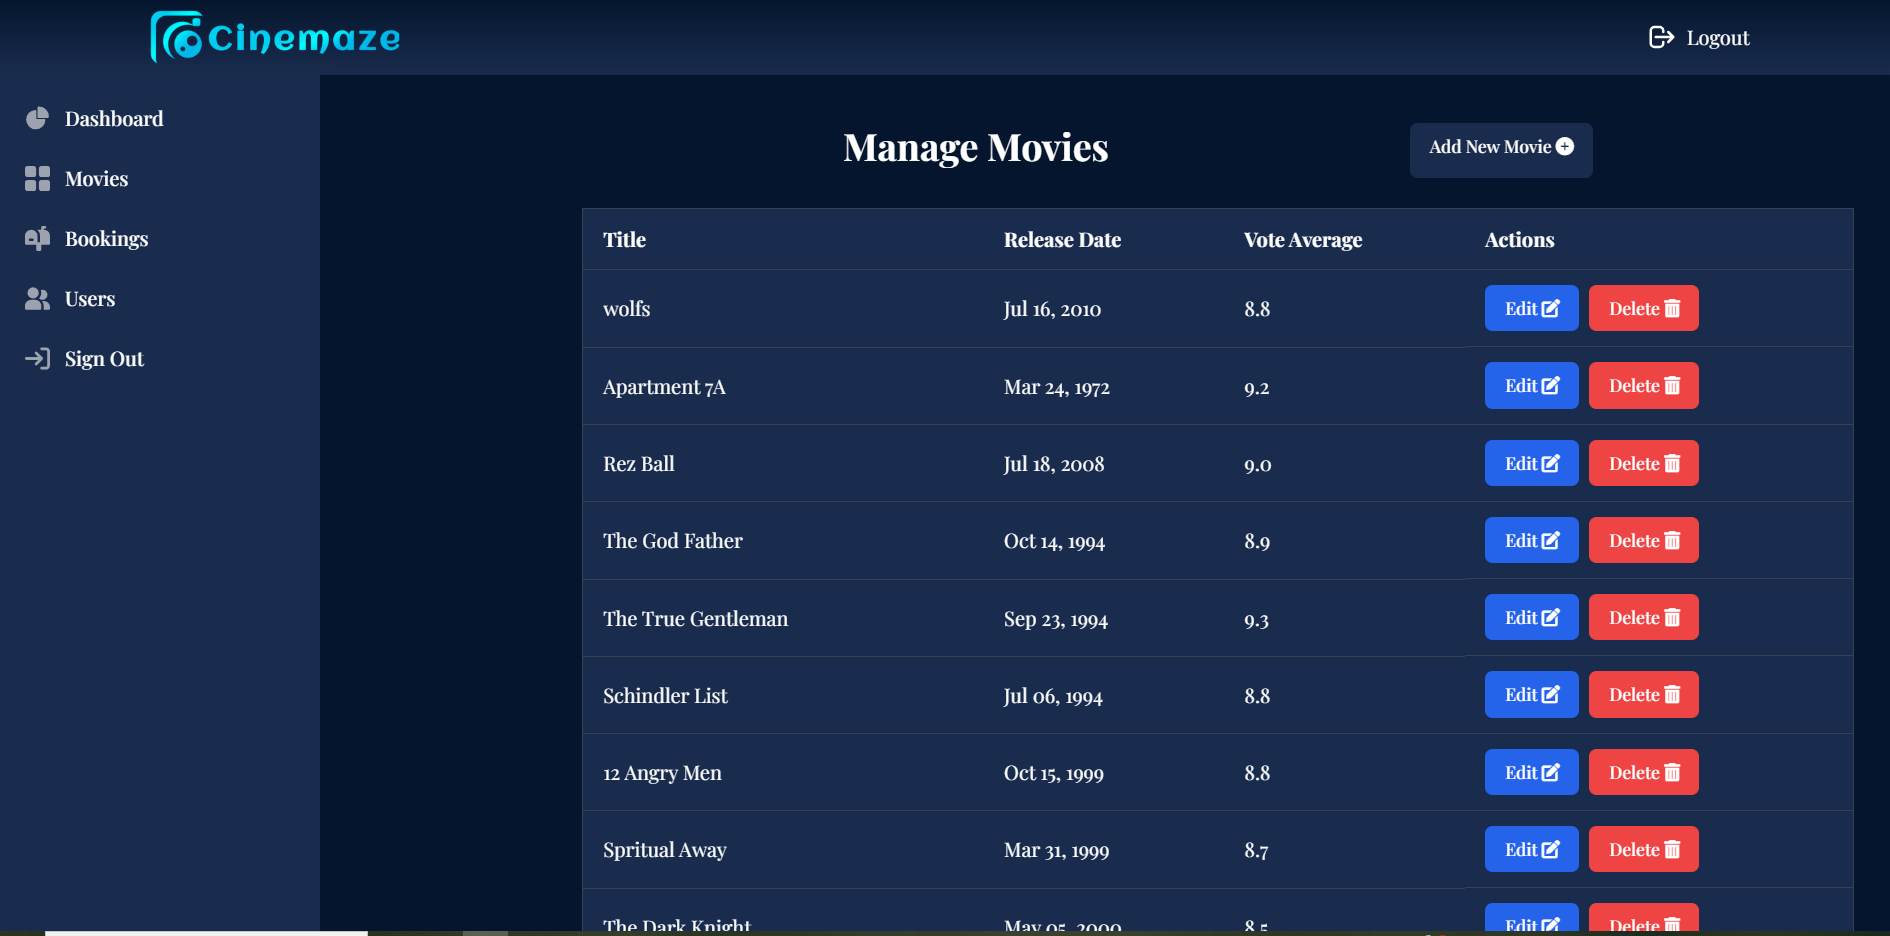 Cinemaze
Logout
Dashboard
Movies
Bookings
Users
Sign Out
Manage Movies
Add New Movie
Title Release Date Vote Average Actions
wolfs Jul 16, 2010 8.8 Edit Delete
Apartment 7A Mar 24, 1972 9.2 Edit Delete
Rez Ball Jul 18, 2008 9.0 Edit Delete
The God Father Oct 14, 1994 8.9 Edit Delete
The True Gentleman Sep 23, 1994 9.3 Edit Delete
Schindler List Jul 06, 1994 8.8 Edit Delete
12 Angry Men Oct 15, 1999 8.8 Edit Delete
Spritual Away Mar 31, 1999 8.7 Edit Delete
The Dark Knight May 05, 2000 8.5 Edit Delete